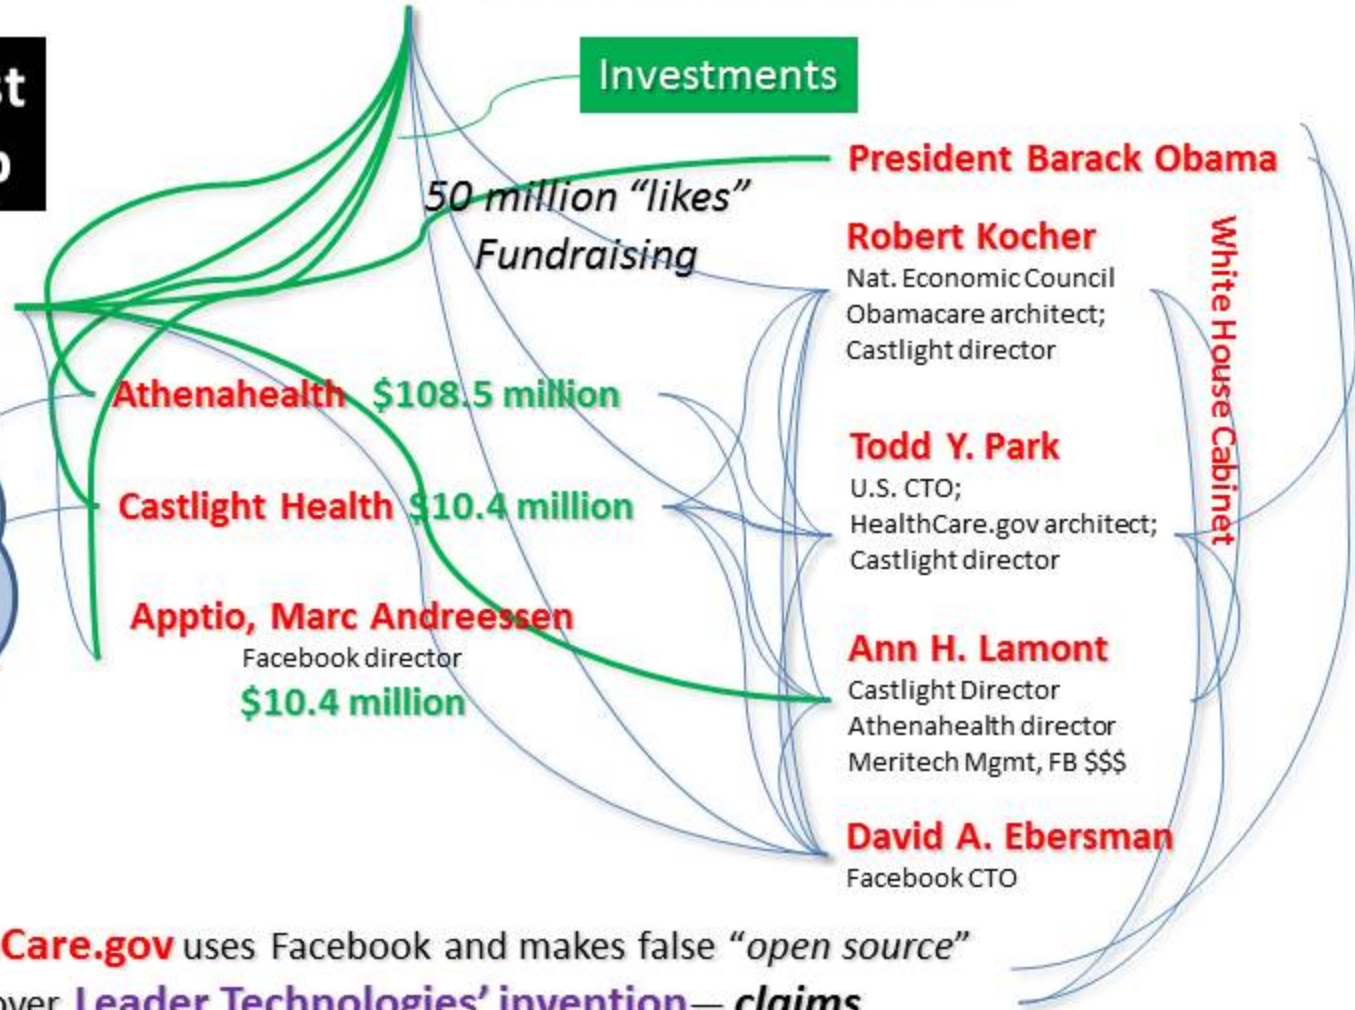 st
Investments
President Barack Obama
50 million “likes”
Fundraising
Robert Kocher
Nat. Economic Council
Obamacare architect;
Castlight director
White House Cabinet
Athenahealth $108.5 million
Todd Y. Park
U.S. CTO;
HealthCare.gov architect;
Castlight director
Castlight Health $10.4 million
Apptio, Marc Andreessen
Facebook director
$10.4 million
Ann H. Lamont
Castlight Director
Athenahealth director
Meritech Mgmt, FB $$$
David A. Ebersman
Facebook CTO
Care.gov uses Facebook and makes false “open source”
over Leader Technologies’ invention— claims